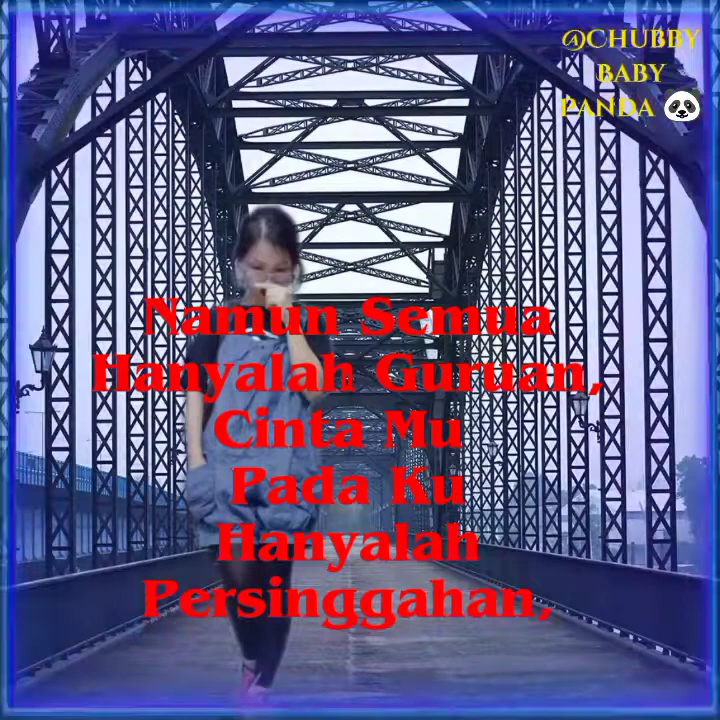 @CHUBBY
BABY
PANDA 🐼
Namun Semua
Hanyalah Guruan,
Cinta Mu
Pada Ku
Hanyalah
Persinggahan,